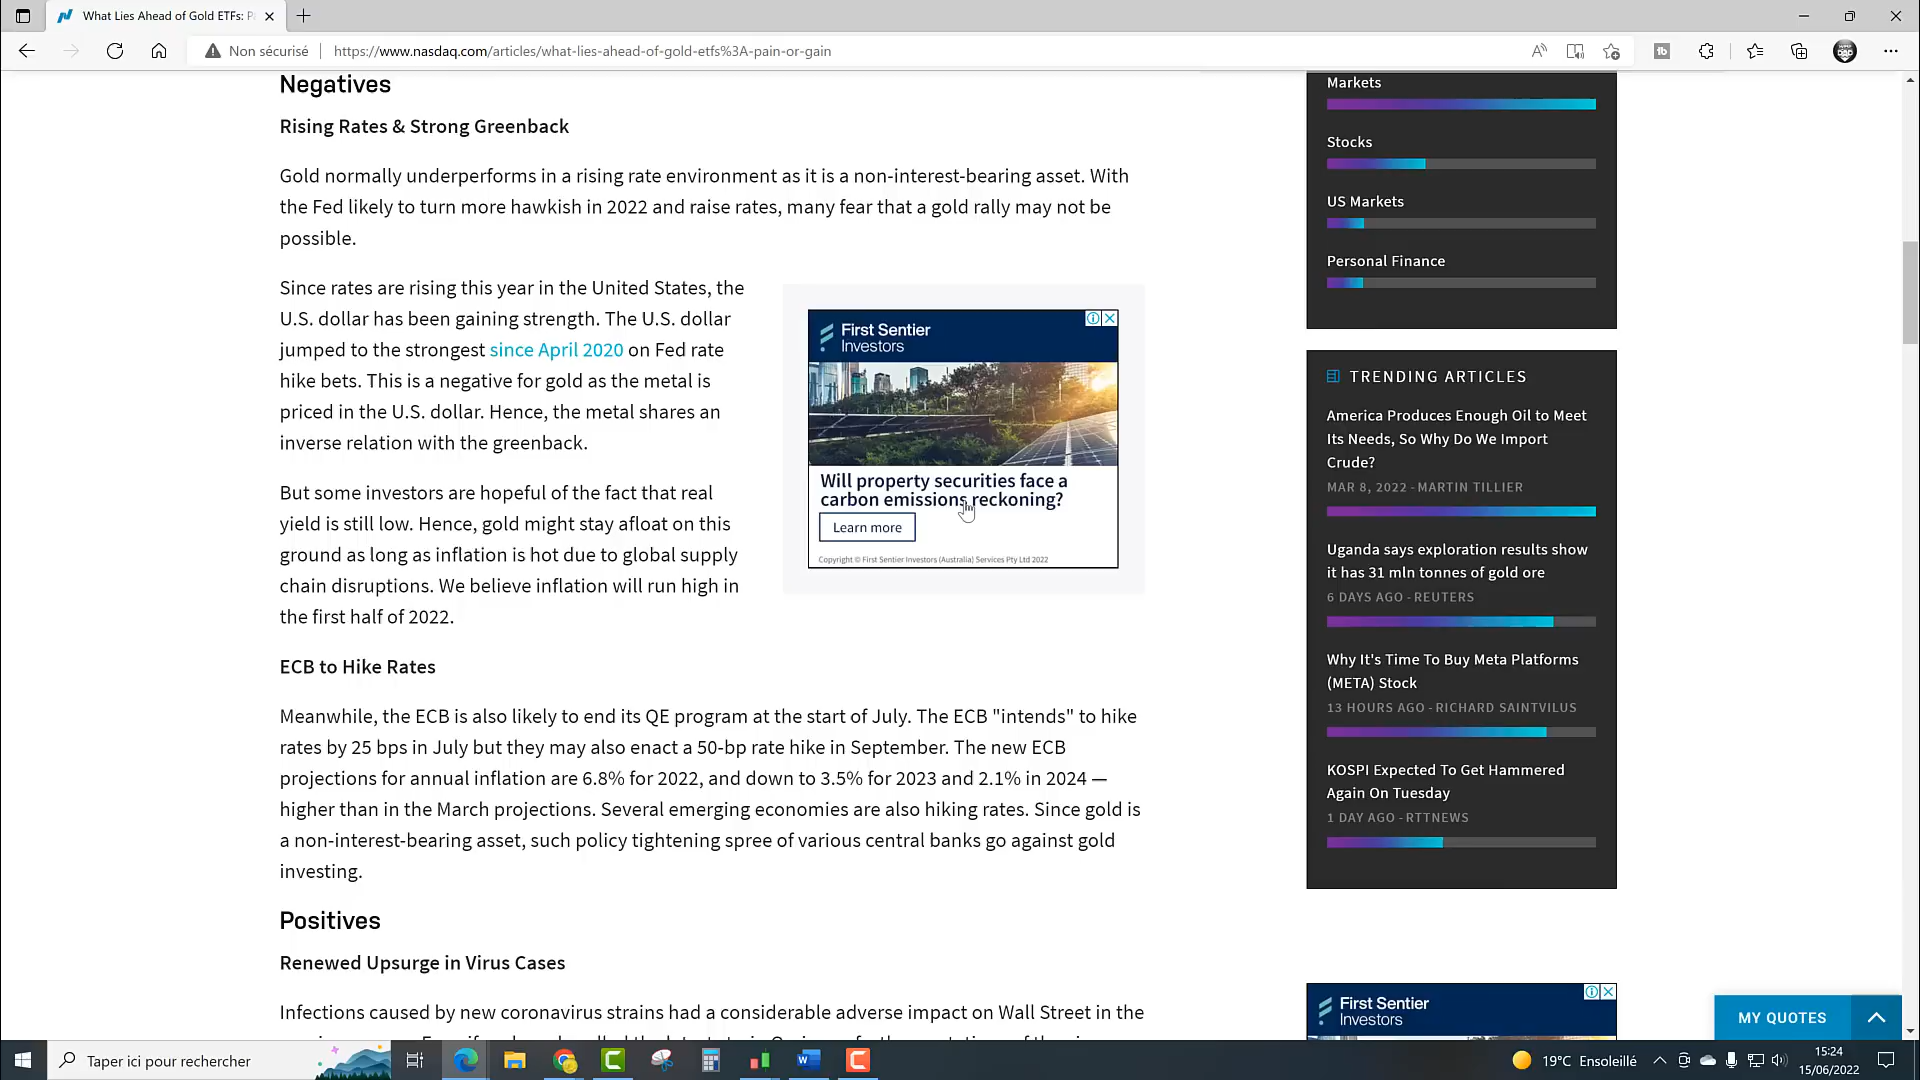 What Lies Ahead of Gold ETFs: P
Non sécurisé
https://www.nasdaq.com/articles/what-lies-ahead-of-gold-etfs%3A-pain-or-gain
Negatives
Rising Rates & Strong Greenback
Gold normally underperforms in a rising rate environment as it is a non-interest-bearing asset. With
the Fed likely to turn more hawkish in 2022 and raise rates, many fear that a gold rally may not be
possible.
Since rates are rising this year in the United States, the
U.S. dollar has been gaining strength. The U.S. dollar
jumped to the strongest since April 2020 on Fed rate
hike bets. This is a negative for gold as the metal is
priced in the U.S. dollar. Hence, the metal shares an
inverse relation with the greenback.
But some investors are hopeful of the fact that real
yield is still low. Hence, gold might stay afloat on this
ground as long as inflation is hot due to global supply
chain disruptions. We believe inflation will run high in
the first half of 2022.
First Sentier
Investors
Will property securities face a
carbon emissions reckoning?
Learn more
Copyright © First Sentier Investors (Australia) Services Pty Ltd 2022
ECB to Hike Rates
Meanwhile, the ECB is also likely to end its QE program at the start of July. The ECB "intends" to hike
rates by 25 bps in July but they may also enact a 50-bp rate hike in September. The new ECB
projections for annual inflation are 6.8% for 2022, and down to 3.5% for 2023 and 2.1% in 2024 —
higher than in the March projections. Several emerging economies are also hiking rates. Since gold is
a non-interest-bearing asset, such policy tightening spree of various central banks go against gold
investing.
Positives
Renewed Upsurge in Virus Cases
Infections caused by new coronavirus strains had a considerable adverse impact on Wall Street in the
Markets
Stocks
US Markets
Personal Finance
TRENDING ARTICLES
America Produces Enough Oil to Meet
Its Needs, So Why Do We Import
Crude?
MAR 8, 2022 - MARTIN TILLIER
Uganda says exploration results show
it has 31 mln tonnes of gold ore
6 DAYS AGO - REUTERS
Why It's Time To Buy Meta Platforms
(META) Stock
13 HOURS AGO - RICHARD SAINTVILUS
KOSPI Expected To Get Hammered
Again On Tuesday
1 DAY AGO - RTTNEWS
First Sentier
Investors
MY QUOTES
Taper ici pour rechercher
19°C Ensoleillé
15:24
15/06/2022